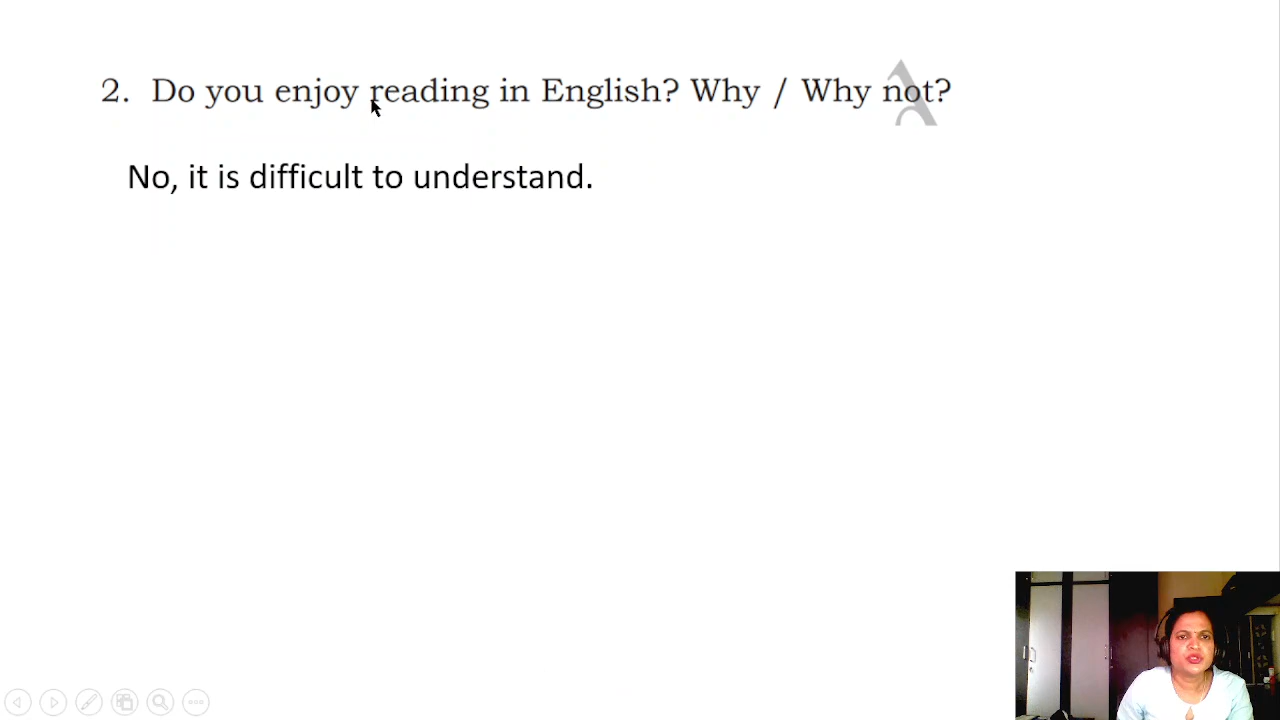 2. Do you enjoy reading in English? Why / Why not?
No, it is difficult to understand.